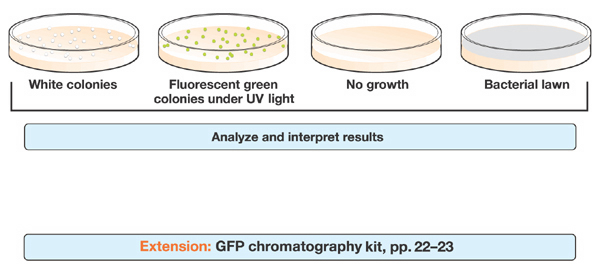 White colonies
Fluorescent green
colonies under UV light
No growth
Bacterial lawn
Analyze and interpret results
Extension: GFP chromatography kit, pp. 22–23